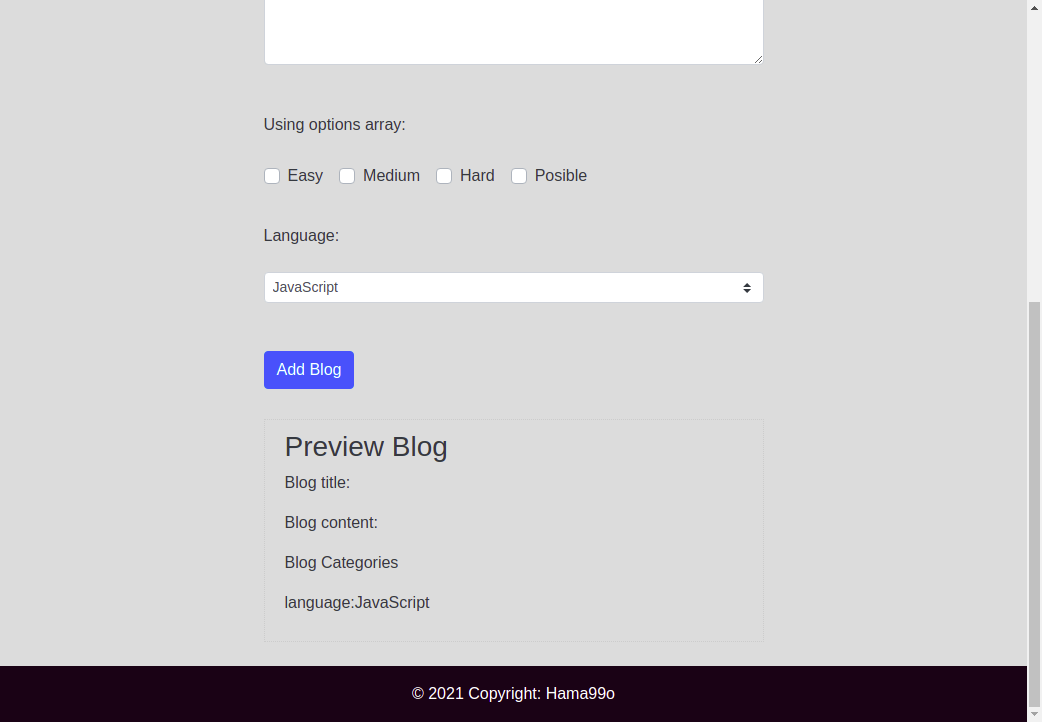 Using options array:
Easy Medium Hard Posible
Language:
JavaScript
Add Blog
Preview Blog
Blog title:
Blog content:
Blog Categories
language:JavaScript
© 2021 Copyright: Hama99o